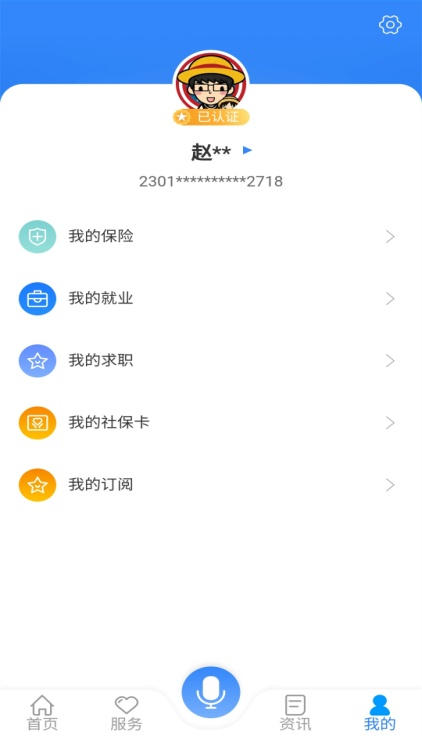 已认证
赵**
2301**********2718
我的保险
我的就业
我的求职
我的社保卡
我的订阅
首页
服务
资讯
我的